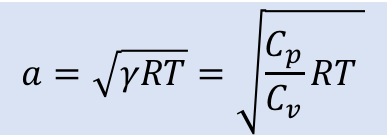 a = √γRT = √(C_p/C_v RT)